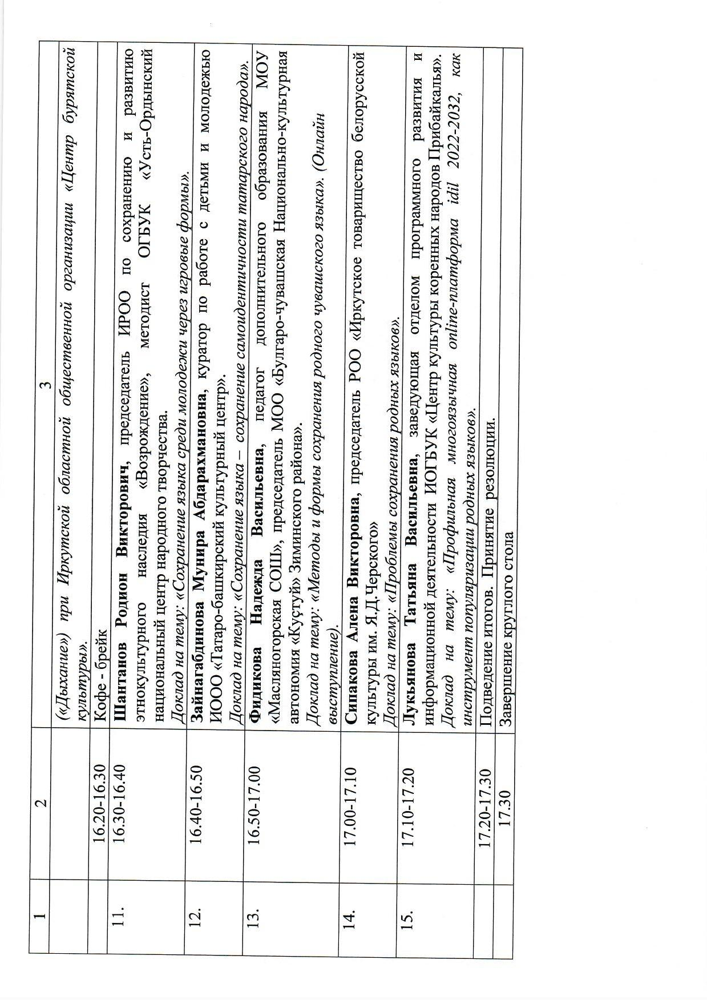 1 2 3
(«Дыхание») при Иркутской областной общественной организации «Центр бурятской
культуры».
16.20-16.30 Кофе - брейк
11. 16.30-16.40 Шантанов Родион Викторович, председатель ИРОО по сохранению и развитию
этнокультурного наследия «Возрождение», методист ОГБУК «Усть-Ордынский
национальный центр народного творчества.
Доклад на тему: «Сохранение языка среди молодежи через игровые формы».
12. 16.40-16.50 Зайнагабдинова Мунира Абдарахмановна, куратор по работе с детьми и молодежью
ИООО «Татаро-башкирский культурный центр».
Доклад на тему: «Сохранение языка – сохранение самоидентичности татарского народа».
13. 16.50-17.00 Фидикова Надежда Васильевна, педагог дополнительного образования МОУ
«Масляногорская СОШ», председатель МОО «Булгаро-чувашская Национально-культурная
автономия «Куçтуй» Зиминского района».
Доклад на тему: «Методы и формы сохранения родного чувашского языка». (Онлайн
выступление).
14. 17.00-17.10 Сипакова Алена Викторовна, председатель РОО «Иркутское товарищество белорусской
культуры им. Я.Д.Черского»
Доклад на тему: «Проблемы сохранения родных языков».
15. 17.10-17.20 Лукьянова Татьяна Васильевна, заведующая отделом программного развития и
информационной деятельности ИОГБУК «Центр культуры коренных народов Прибайкалья».
Доклад на тему: «Профильная многоязычная online-платформа idil 2022-2032, как
инструмент популяризации родных языков».
17.20-17.30 Подведение итогов. Принятие резолюции.
17.30 Завершение круглого стола